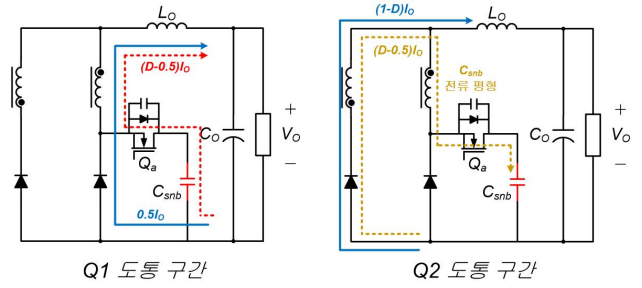 L_O
(D-0.5)I_O
Q_a
C_snb
C_O
+
V_O
−
0.5I_O
Q1 도통 구간
(1-D)I_O
L_O
(D-0.5)I_O
C_snb
전류 평형
Q_a
C_snb
C_O
+
V_O
−
Q2 도통 구간